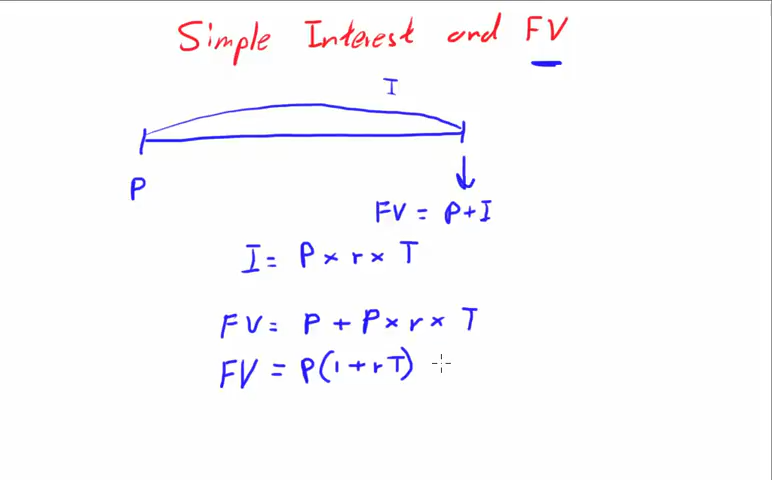 Simple Interest and FV
I
P
FV = P+I
I = P × r × T
FV = P + P × r × T
FV = P(1+rT)